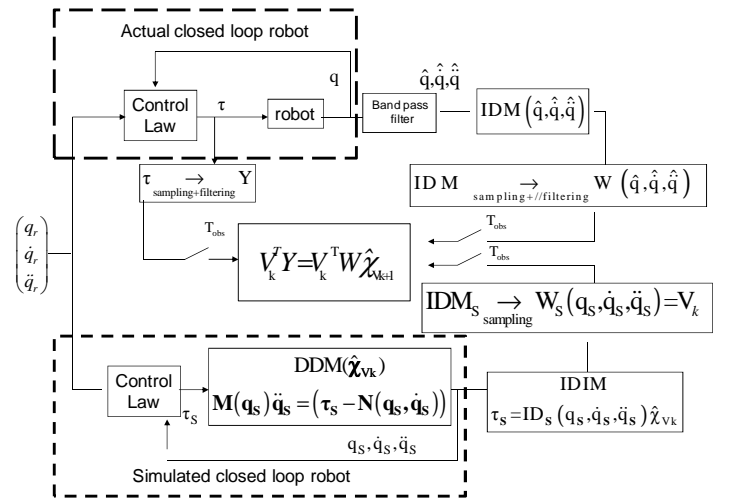 Actual closed loop robot
q
Control
Law
τ
robot
Band pass
filter
q̂,q̂̇,q̂̈
IDM(q̂,q̂̇,q̂̈)
τ → Y
sampling+filtering
IDM → W (q̂,q̂̇,q̂̈)
sampling+//filtering
T_obs
T_obs
T_obs
V_k^T Y=V_k^T W χ̂_Vk+1
(q_r
q̇_r
q̈_r)
IDM_S → W_S(q_S,q̇_S,q̈_S)=V_k
sampling
Control
Law
τ_S
DDM(χ̂_Vk)
M(q_S)q̈_S=(τ_S−N(q_S,q̇_S))
IDIM
τ_S=ID_S(q_S,q̇_S,q̈_S)χ̂_Vk
q_S,q̇_S,q̈_S
Simulated closed loop robot